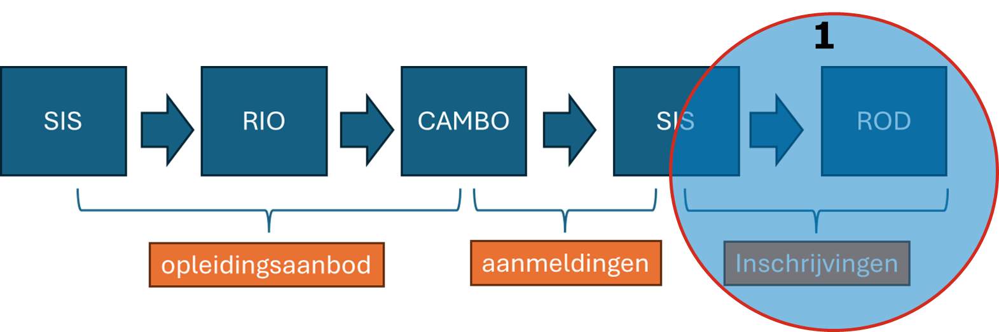 1
SIS
RIO
CAMBO
SIS
ROD
opleidingsaanbod
aanmeldingen
Inschrijvingen